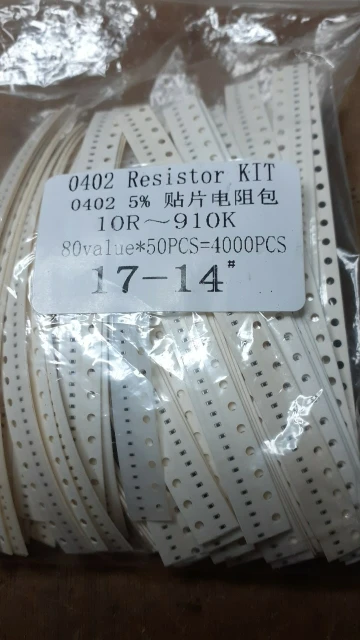 0402 Resistor KIT
0402 5% 贴片电阻包
10R～910K
80value*50PCS=4000PCS
17-14#